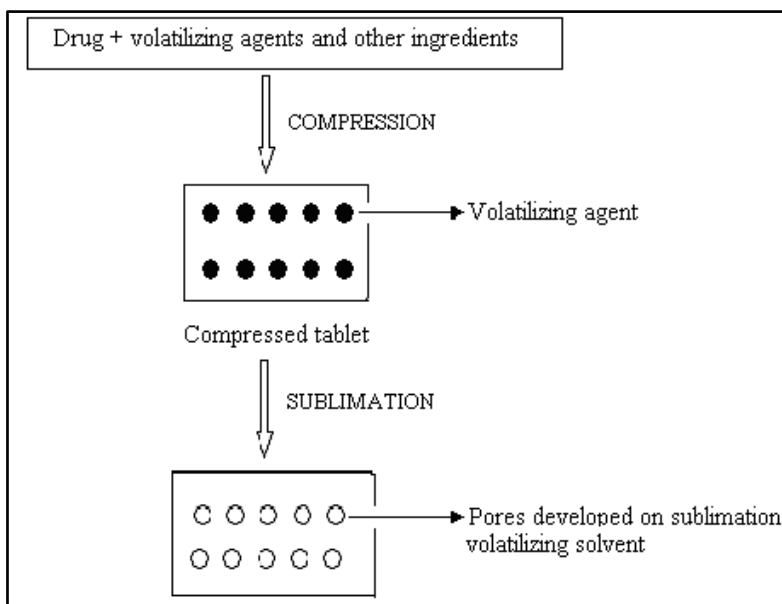 Drug + volatilizing agents and other ingredients
COMPRESSION
Volatilizing agent
Compressed tablet
SUBLIMATION
Pores developed on sublimation
volatilizing solvent